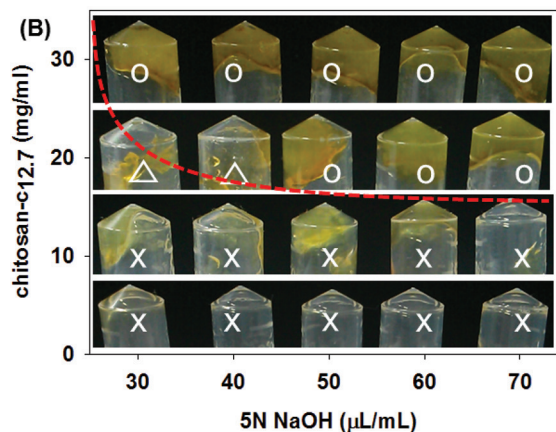 (B)
chitosan-c12.7 (mg/ml)
30
20
10
0
O O O O O
△ △ O O O
X X X X X
X X X X X
30 40 50 60 70
5N NaOH (μL/mL)